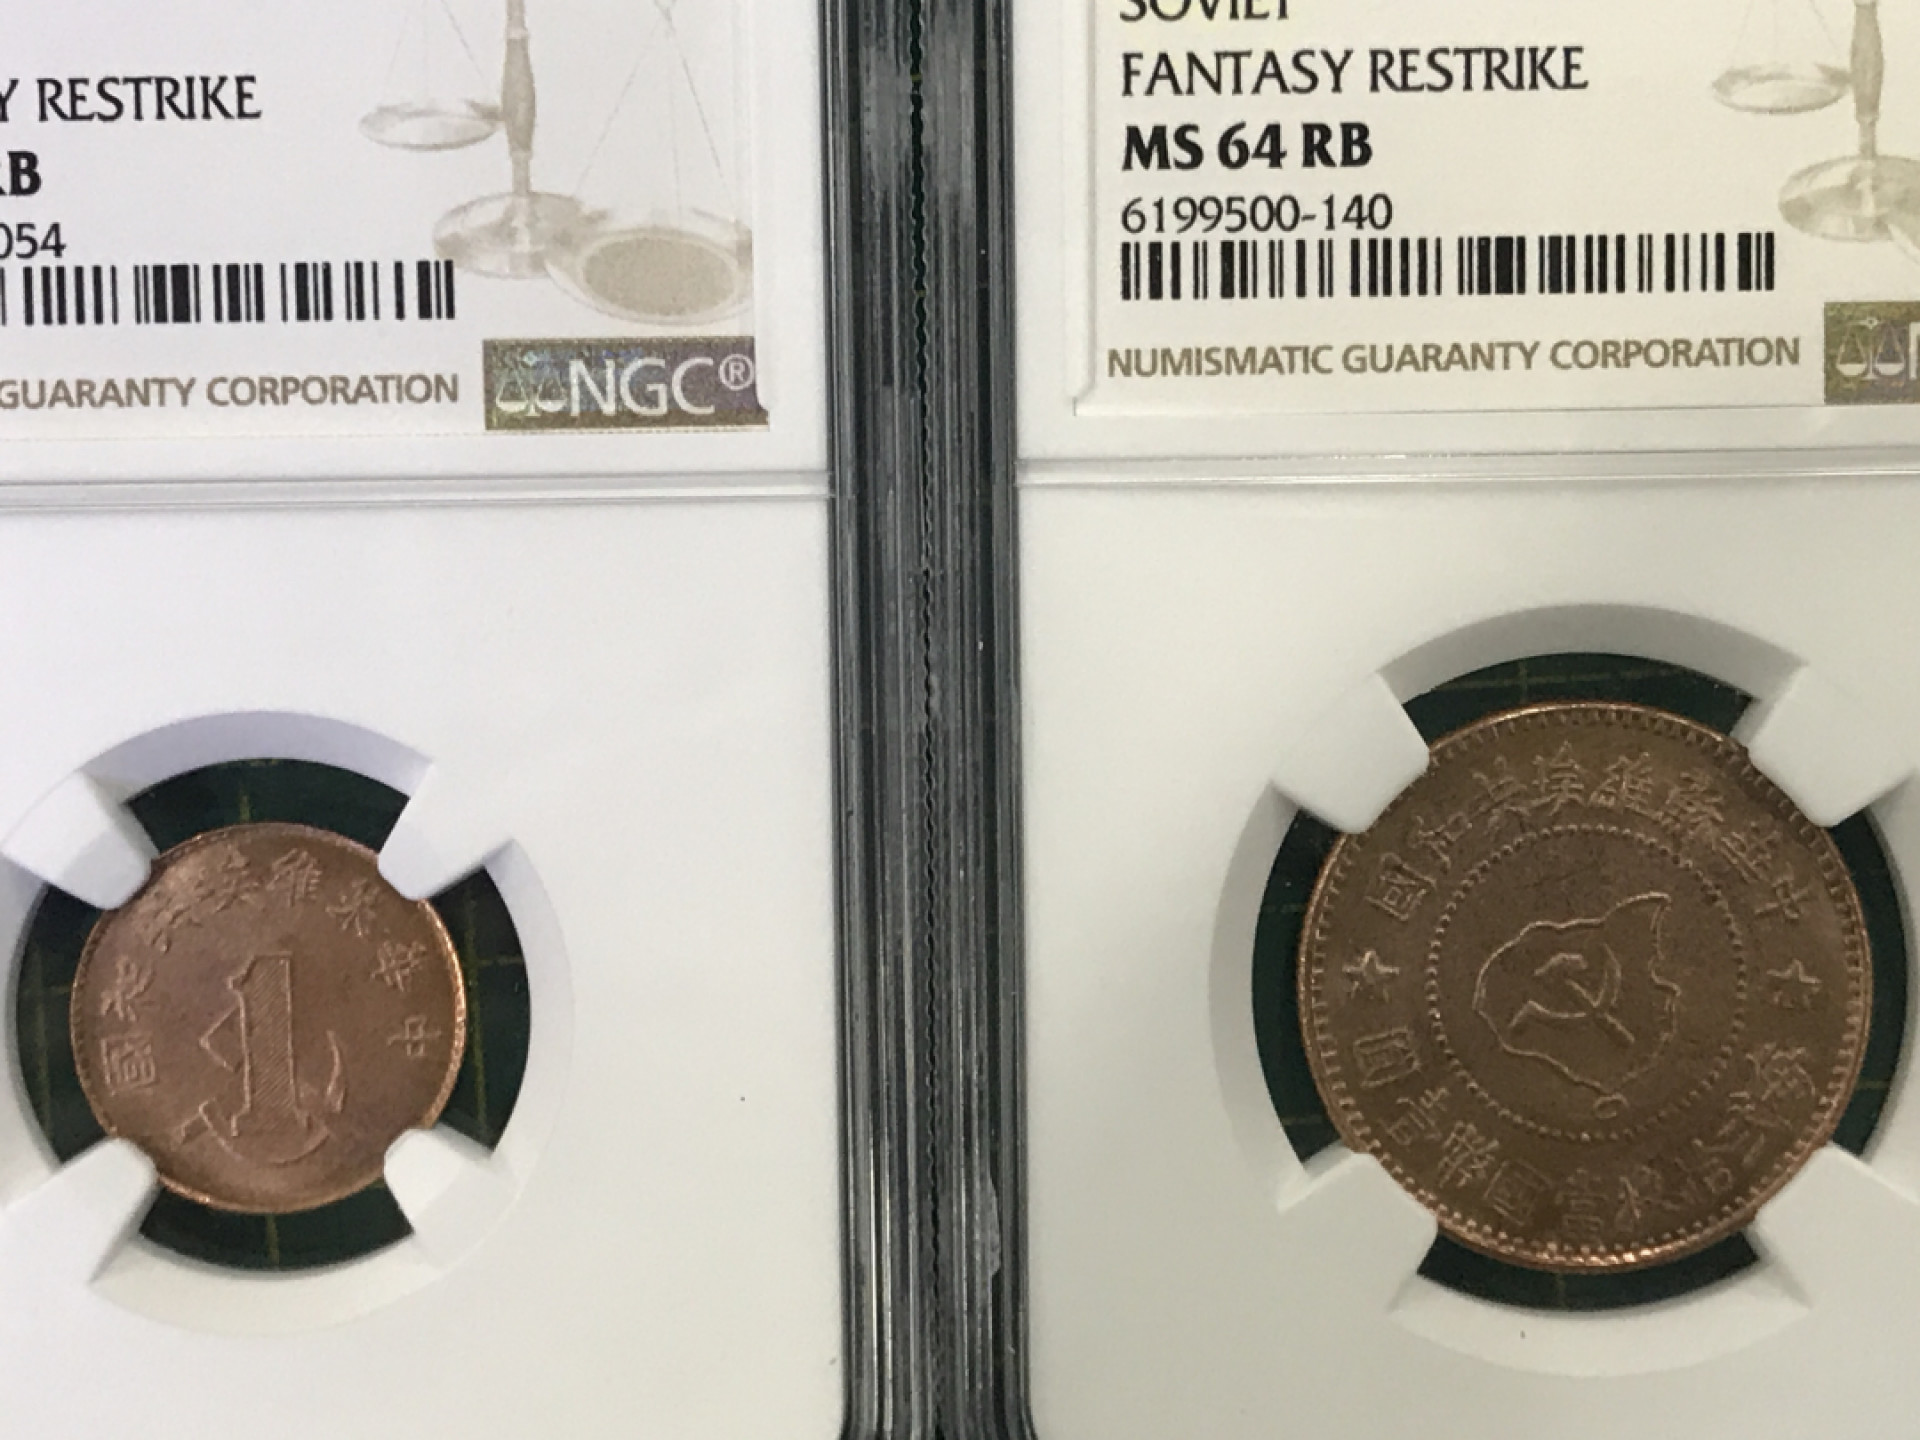 Y RESTRIKE
RB
054
GUARANTY CORPORATION
NGC®
SOVIET
FANTASY RESTRIKE
MS 64 RB
6199500-140
NUMISMATIC GUARANTY CORPORATION
國和共埃維蘇華中
1
國和共埃維蘇華中